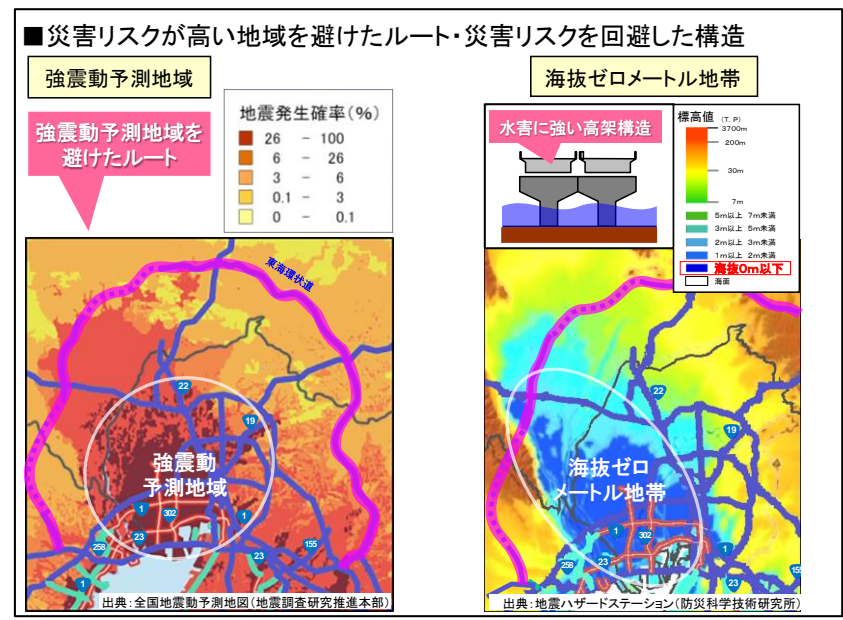 ■災害リスクが高い地域を避けたルート・災害リスクを回避した構造
強震動予測地域
強震動予測地域を
避けたルート
地震発生確率(%)
26 - 100
6 - 26
3 - 6
0.1 - 3
0 - 0.1
東海環状道
22
19
強震動
予測地域
1
302
1
23
258
155
23
1
出典:全国地震動予測地図(地震調査研究推進本部)
海抜ゼロメートル地帯
水害に強い高架構造
標高値 (T.P)
3700m
200m
30m
7m
5m以上 7m未満
3m以上 5m未満
2m以上 3m未満
1m以上 2m未満
海抜0m以下
海面
22
19
海抜ゼロ
メートル地帯
1
302
1
258
23
155
23
1
出典:地震ハザードステーション(防災科学技術研究所)